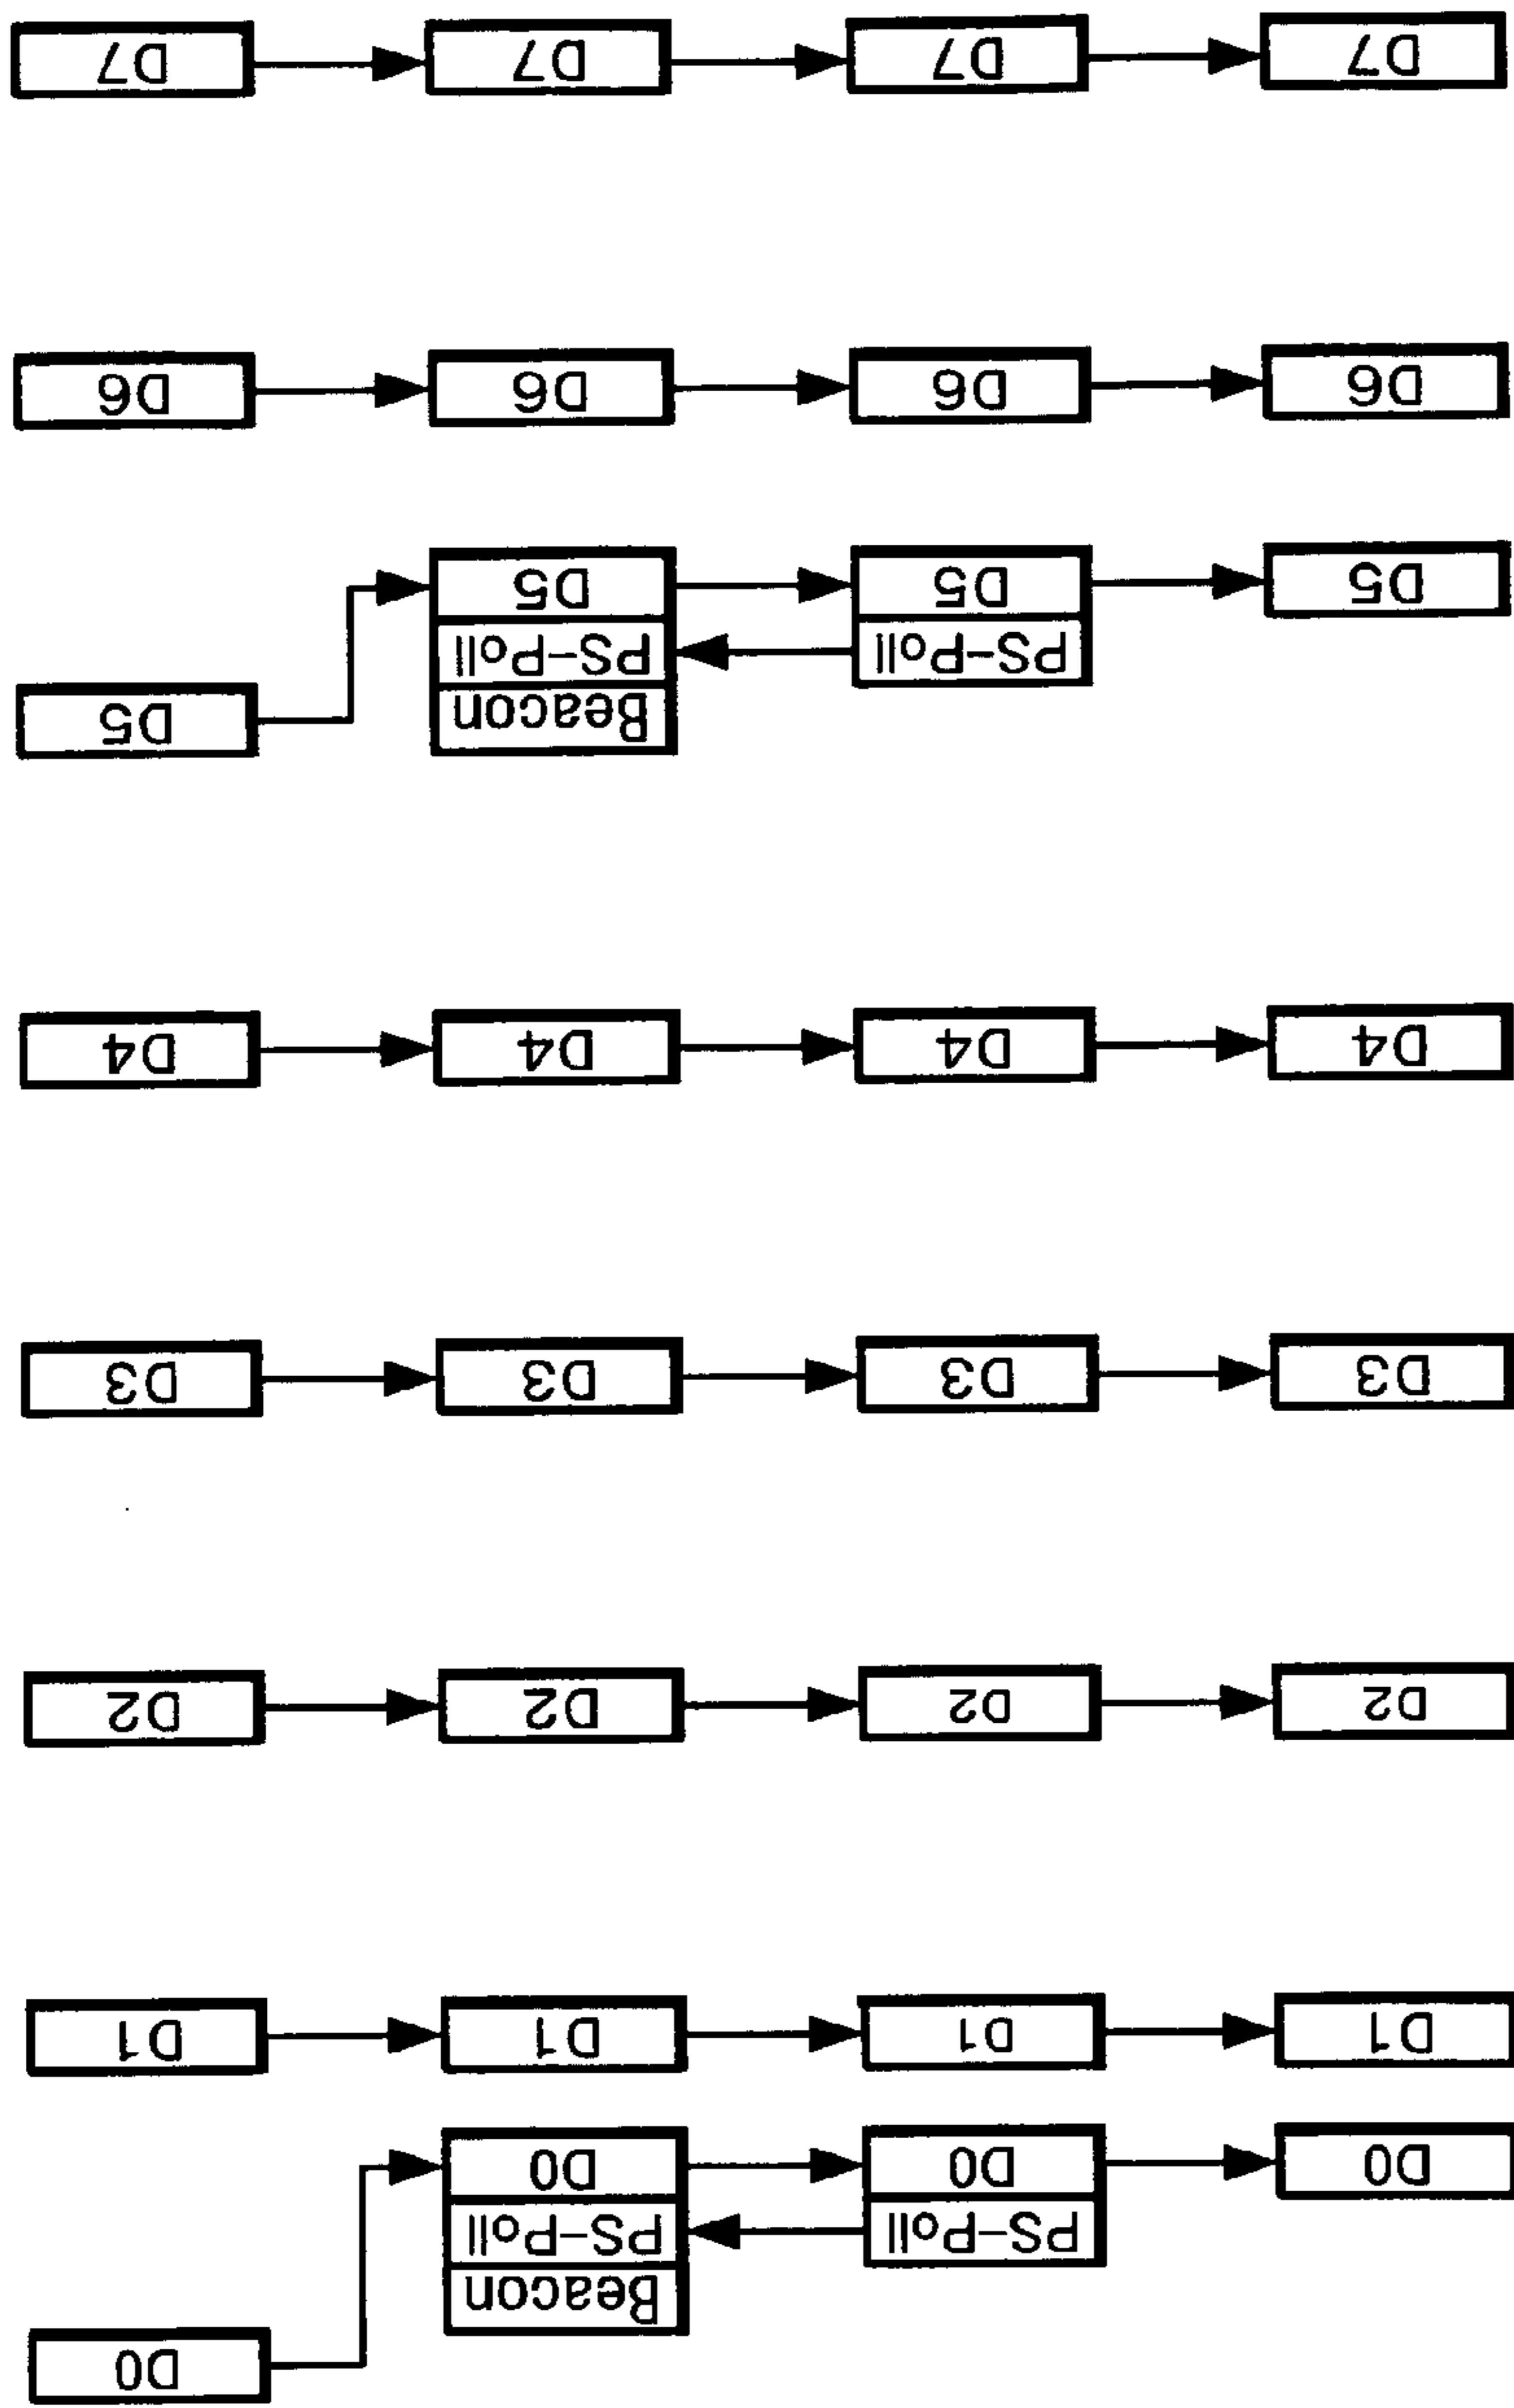 D0
Beacon
PS-Poll PS-Poll
D0 D0 D0
D1 D1 D1 D1
D2 D2 D2 D2
D3 D3 D3 D3
D4 D4 D4 D4
Beacon D5
PS-Poll PS-Poll
D5 D5 D5
D6 D6 D6 D6
D7 D7 D7 D7